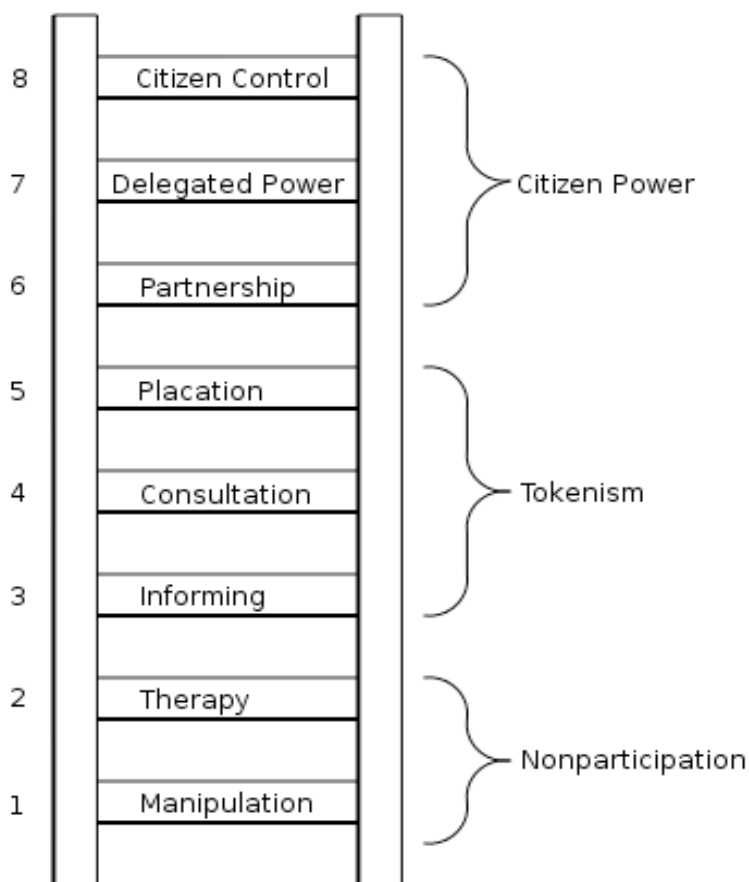 8 Citizen Control
7 Delegated Power
Citizen Power
6 Partnership
5 Placation
4 Consultation
Tokenism
3 Informing
2 Therapy
Nonparticipation
1 Manipulation